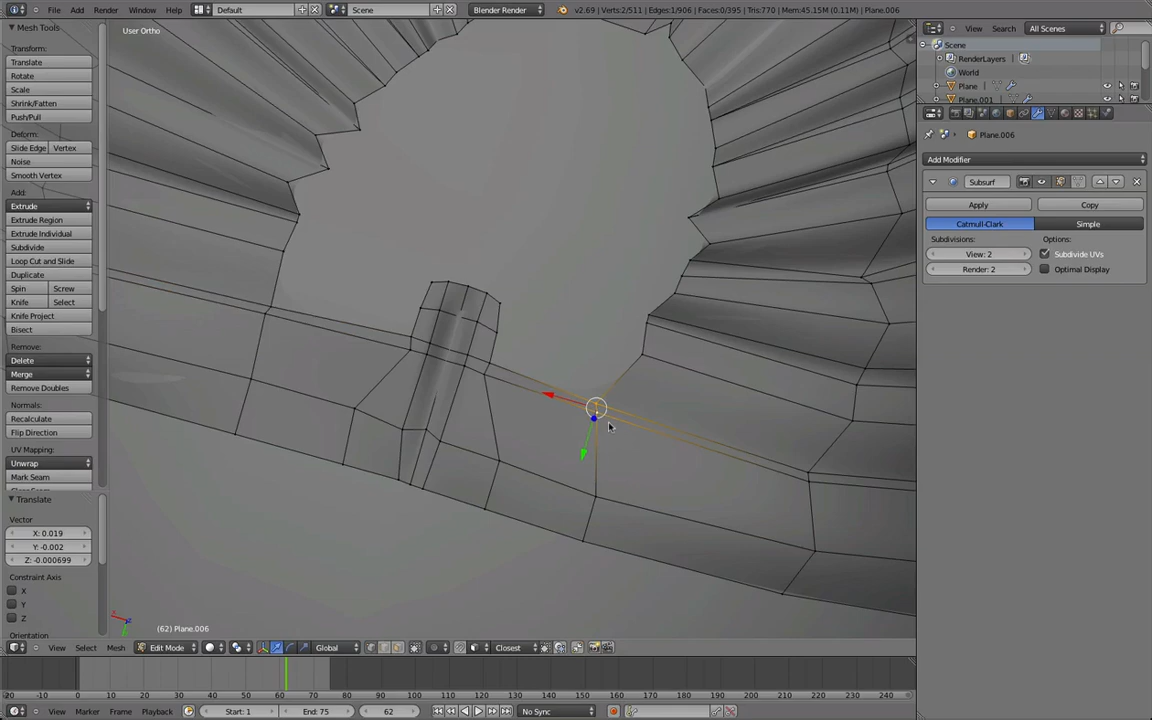 File Add Render Window Help Default Scene Blender Render v2.69 | Verts:2/511 | Edges:1/906 | Faces:0/395 | Tris:770 | Mem:45.15M (0.11M) | Plane.006
Mesh Tools
User Ortho
View Search All Scenes
Scene
RenderLayers
World
Plane
Plane.001
Plane.006
Add Modifier
Subsurf
Apply Copy
Catmull-Clark Simple
Subdivisions: Options:
View: 2 Subdivide UVs
Render: 2 Optimal Display
Transform:
Translate
Rotate
Scale
Shrink/Fatten
Push/Pull
Deform:
Slide Edge Vertex
Noise
Smooth Vertex
Add:
Extrude
Extrude Region
Extrude Individual
Subdivide
Loop Cut and Slide
Duplicate
Spin Screw
Knife Select
Knife Project
Bisect
Remove:
Delete
Merge
Remove Doubles
Normals:
Recalculate
Flip Direction
UV Mapping:
Unwrap
Mark Seam
Translate
Vector
X: 0.019
Y: -0.002
Z: -0.000699
Constraint Axis
X
Y
Z
Orientation
(62) Plane.006
View Select Mesh Edit Mode Global Closest
-20 -10 0 10 20 30 40 50 60 70 80 90 100 110 120 130 140 150 160 170 180 190 200 210 220 230 240
View Marker Frame Playback Start: 1 End: 75 62 No Sync